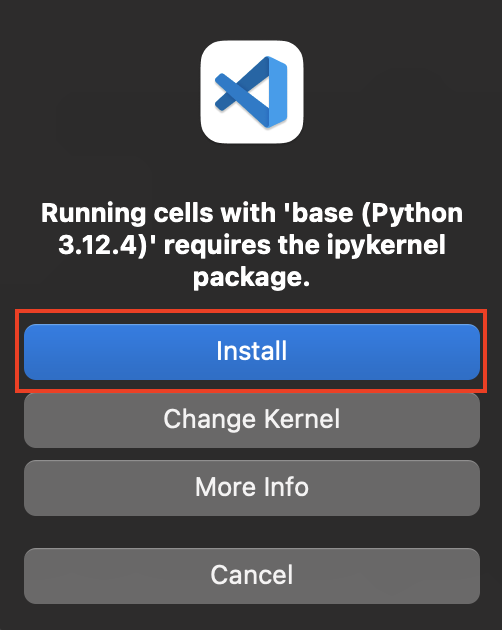 Running cells with 'base (Python
3.12.4)' requires the ipykernel
package.
Install
Change Kernel
More Info
Cancel